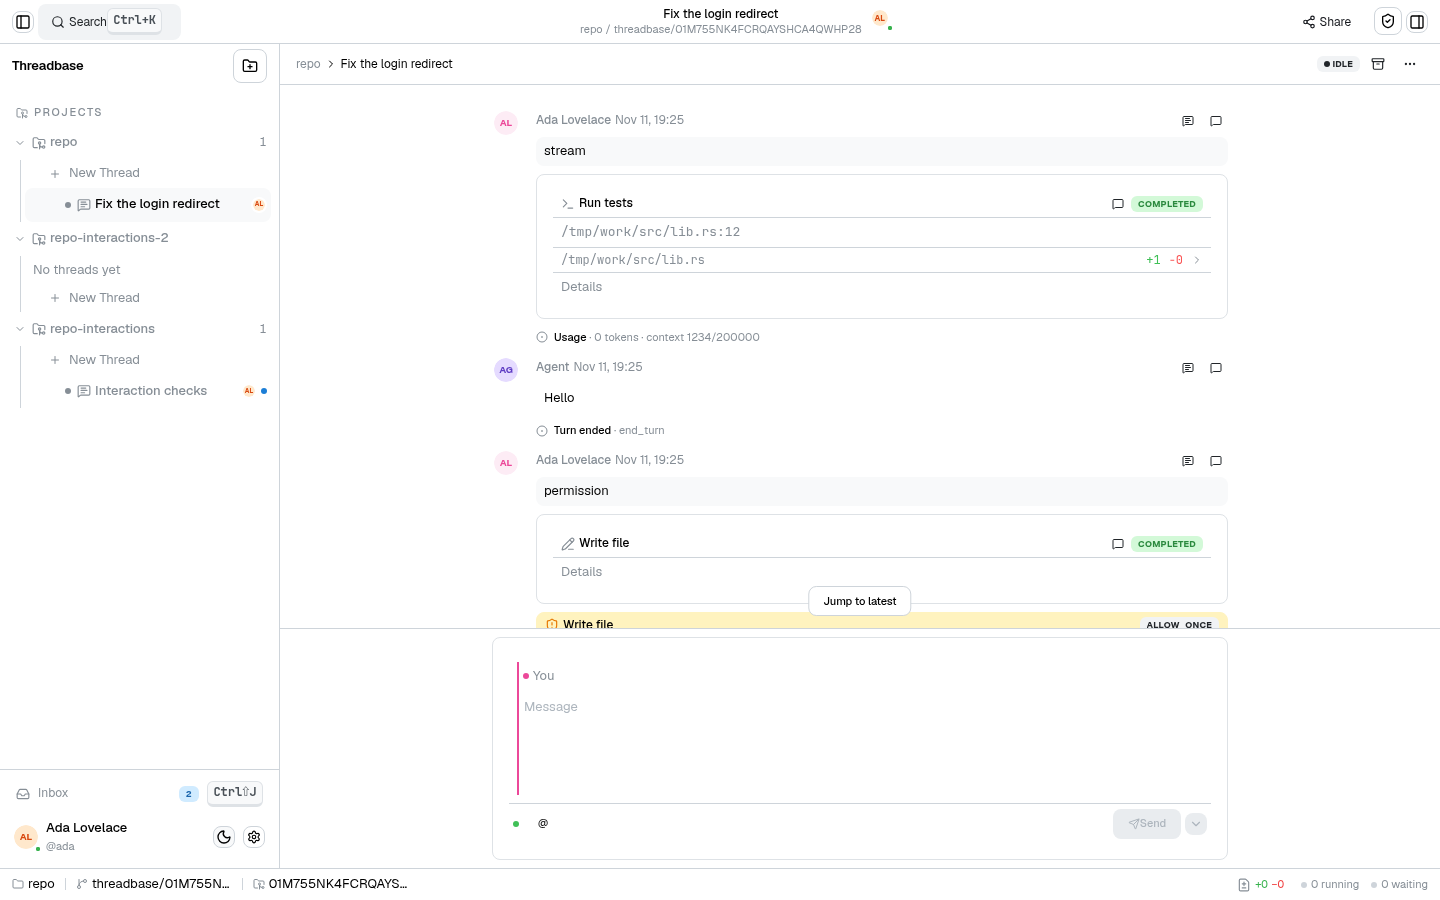 Search Ctrl+K
Fix the login redirect
repo / threadbase/01M755NK4FCRQAYSHCA4QWHP28
AL
Share
Threadbase
PROJECTS
repo 1
New Thread
Fix the login redirect AL
repo-interactions-2
No threads yet
New Thread
repo-interactions 1
New Thread
Interaction checks AL
Inbox 2 Ctrl⇧J
AL Ada Lovelace
@ada
repo > Fix the login redirect
IDLE
AL Ada Lovelace Nov 11, 19:25
stream
Run tests COMPLETED
/tmp/work/src/lib.rs:12
/tmp/work/src/lib.rs +1 -0
Details
Usage · 0 tokens · context 1234/200000
AG Agent Nov 11, 19:25
Hello
Turn ended · end_turn
AL Ada Lovelace Nov 11, 19:25
permission
Write file COMPLETED
Details
Jump to latest
Write file ALLOW_ONCE
You
Message
@ Send
repo threadbase/01M755N... 01M755NK4FCRQAYS...
+0 −0 0 running 0 waiting